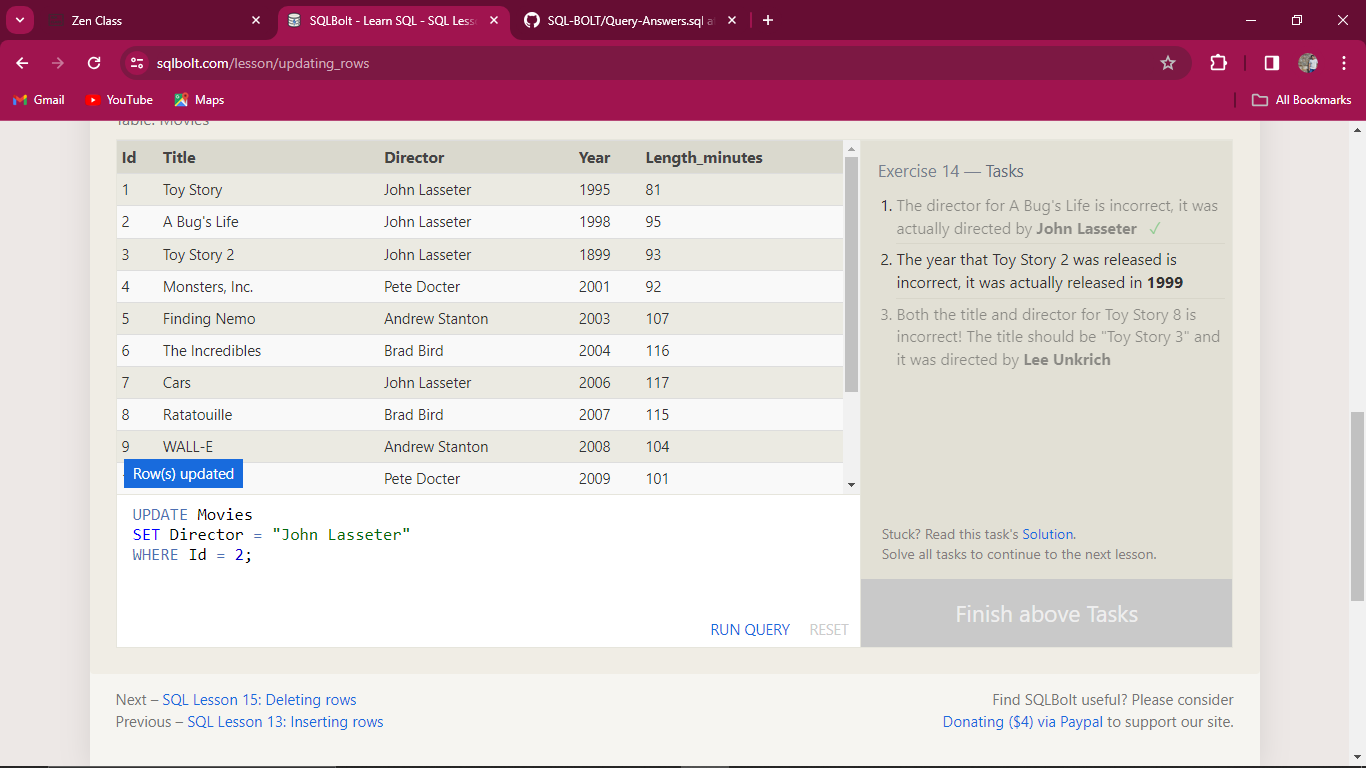 Zen Class
SQLBolt - Learn SQL - SQL Less
SQL-BOLT/Query-Answers.sql at
sqlbolt.com/lesson/updating_rows
Gmail YouTube Maps All Bookmarks
Table: Movies
Id Title Director Year Length_minutes
1 Toy Story John Lasseter 1995 81
2 A Bug's Life John Lasseter 1998 95
3 Toy Story 2 John Lasseter 1899 93
4 Monsters, Inc. Pete Docter 2001 92
5 Finding Nemo Andrew Stanton 2003 107
6 The Incredibles Brad Bird 2004 116
7 Cars John Lasseter 2006 117
8 Ratatouille Brad Bird 2007 115
9 WALL-E Andrew Stanton 2008 104
Pete Docter 2009 101
Row(s) updated
UPDATE Movies
SET Director = "John Lasseter"
WHERE Id = 2;
RUN QUERY RESET
Exercise 14 — Tasks
1. The director for A Bug's Life is incorrect, it was
actually directed by John Lasseter ✓
2. The year that Toy Story 2 was released is
incorrect, it was actually released in 1999
3. Both the title and director for Toy Story 8 is
incorrect! The title should be "Toy Story 3" and
it was directed by Lee Unkrich
Stuck? Read this task's Solution.
Solve all tasks to continue to the next lesson.
Finish above Tasks
Next – SQL Lesson 15: Deleting rows
Previous – SQL Lesson 13: Inserting rows
Find SQLBolt useful? Please consider
Donating ($4) via Paypal to support our site.